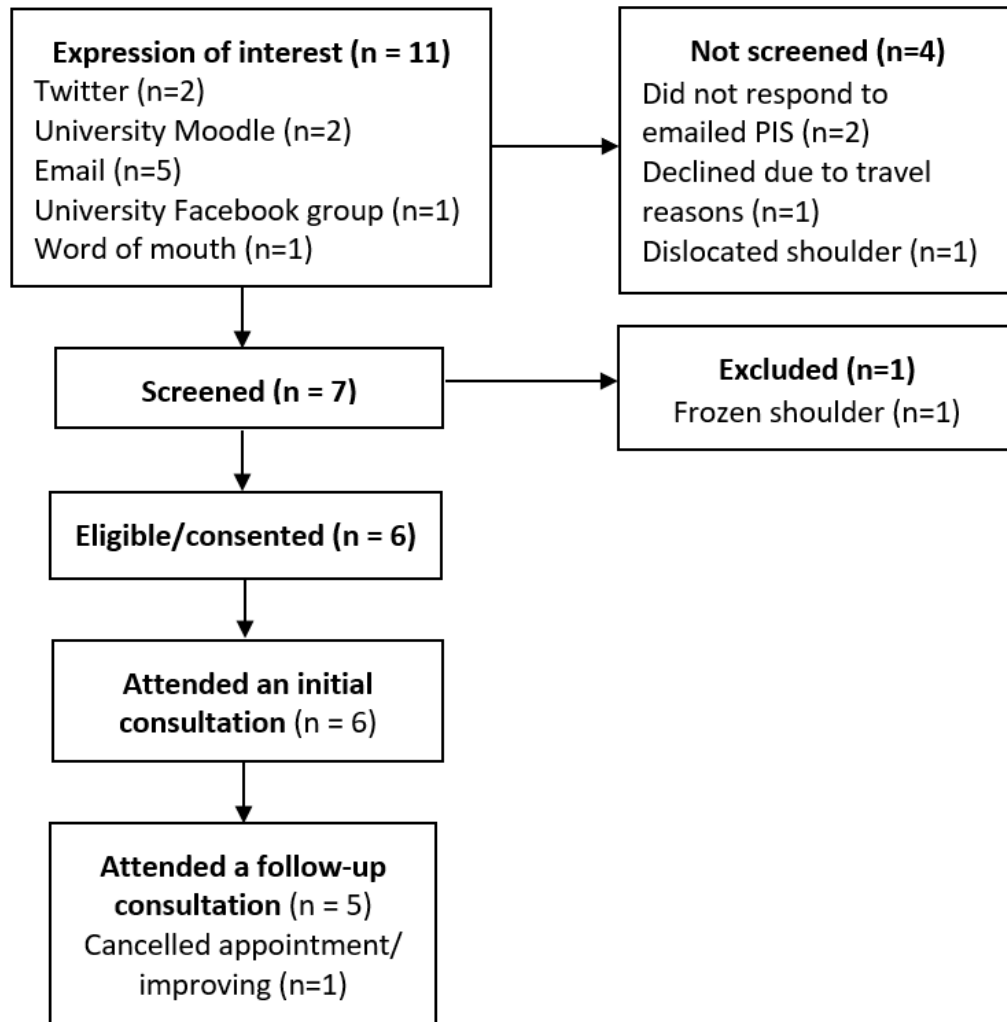 Expression of interest (n = 11)
Twitter (n=2)
University Moodle (n=2)
Email (n=5)
University Facebook group (n=1)
Word of mouth (n=1)
Not screened (n=4)
Did not respond to
emailed PIS (n=2)
Declined due to travel
reasons (n=1)
Dislocated shoulder (n=1)
Screened (n = 7)
Excluded (n=1)
Frozen shoulder (n=1)
Eligible/consented (n = 6)
Attended an initial
consultation (n = 6)
Attended a follow-up
consultation (n = 5)
Cancelled appointment/
improving (n=1)